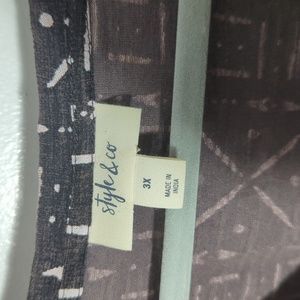 style & co
3X
MADE IN
INDIA